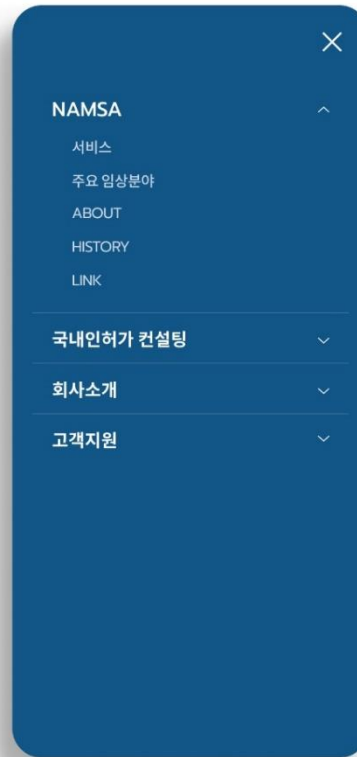 NAMSA
서비스
주요 임상분야
ABOUT
HISTORY
LINK
국내인허가 컨설팅
회사소개
고객지원